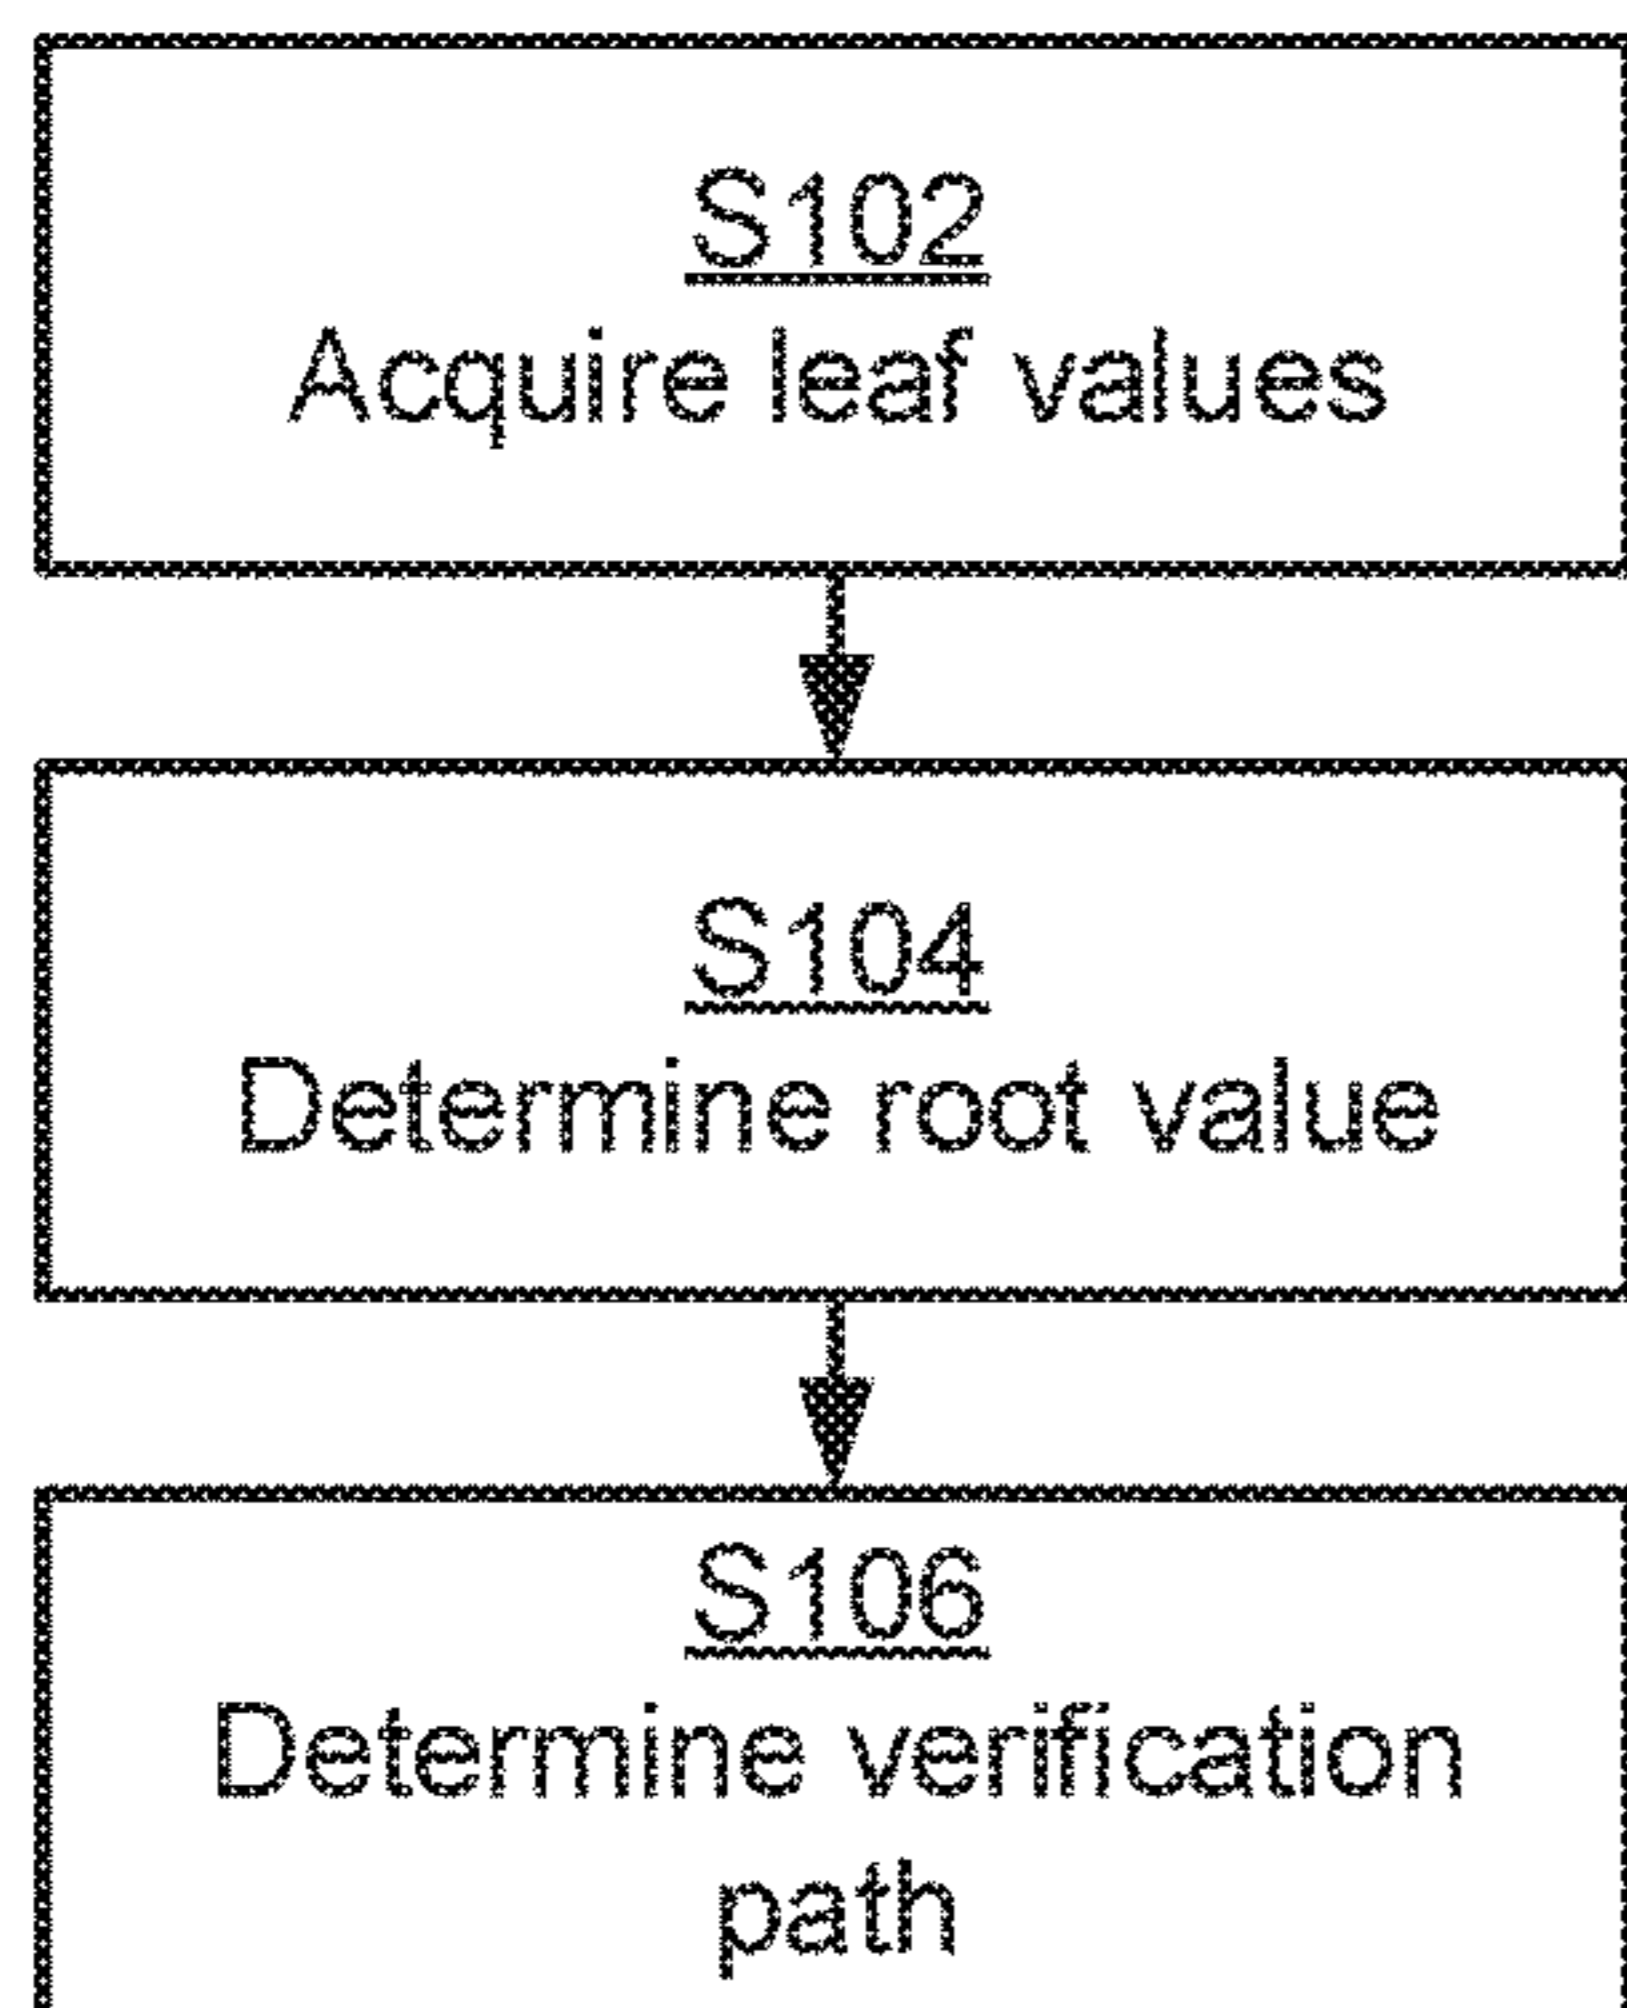 S102
Acquire leaf values
S104
Determine root value
S106
Determine verification
path